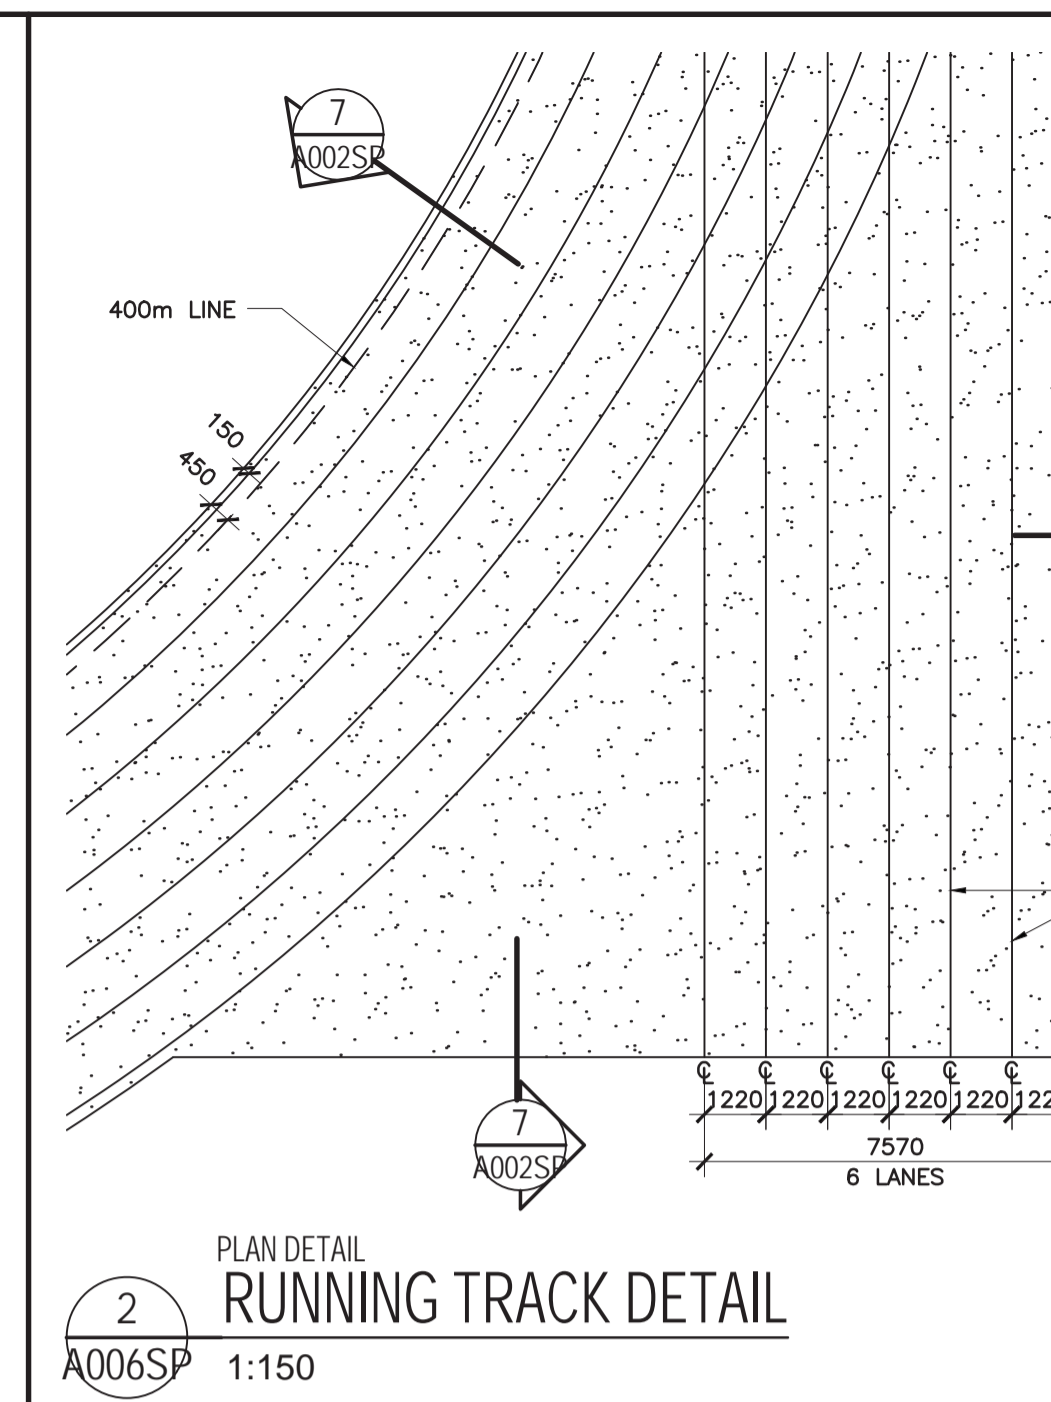 7
A002SP
400m LINE
150
450
℄ ℄ ℄ ℄ ℄ ℄
1220 1220 1220 1220 1220 122
7570
6 LANES
7
A002SP
PLAN DETAIL
RUNNING TRACK DETAIL
2
A006SP
1:150